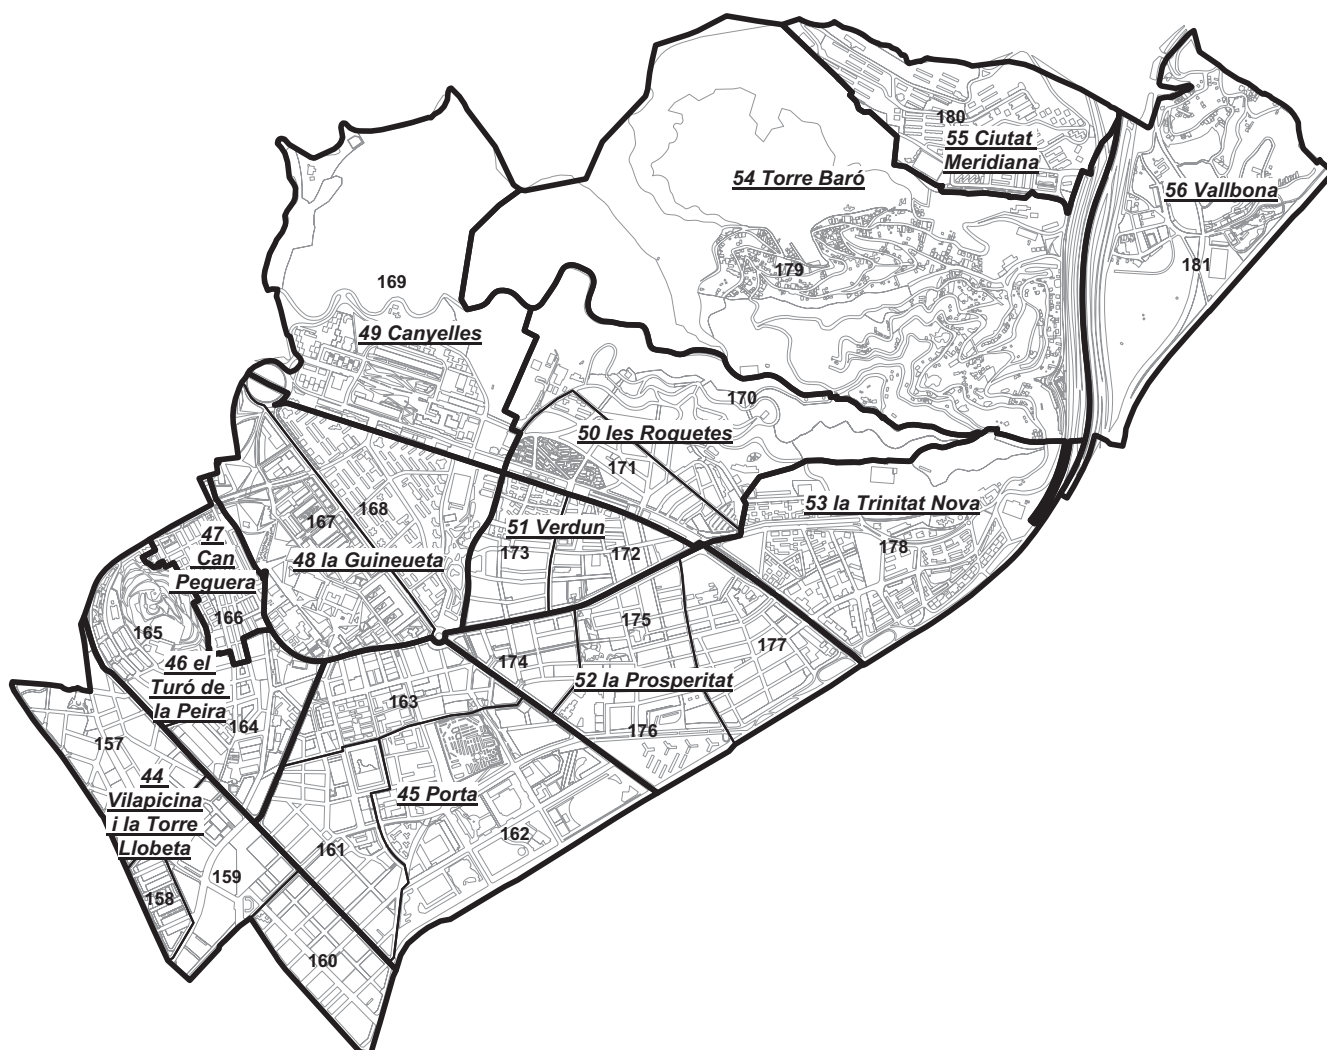 180
55 Ciutat
Meridiana
54 Torre Baró
56 Vallbona
179
181
169
49 Canyelles
170
50 les Roquetes
171
168
167
53 la Trinitat Nova
51 Verdun
47
Can
Peguera
173
172
178
48 la Guineueta
166
165
175
177
174
46 el
Turó de
la Peira
52 la Prosperitat
163
164
176
157
44
Vilapicina
i la Torre
Llobeta
45 Porta
162
161
159
158
160